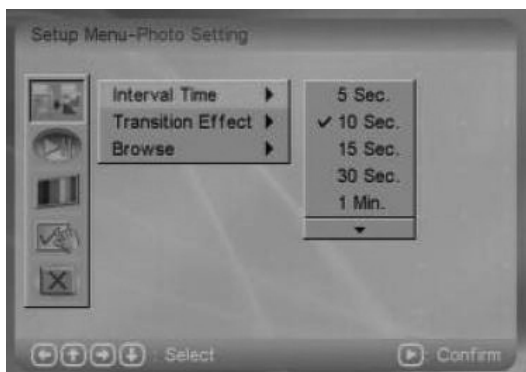 Setup Menu-Photo Setting
Interval Time
Transition Effect
Browse
5 Sec.
10 Sec.
15 Sec.
30 Sec.
1 Min.
: Select
: Confirm